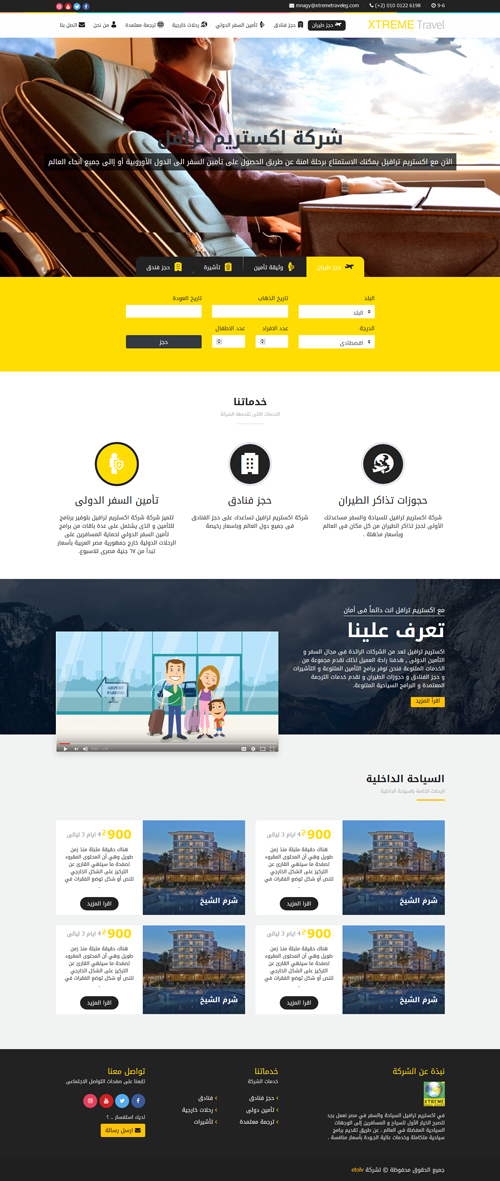 9-6
(+2) 010 0122 6198
mnagy@xtremetraveleg.com
XTREME Travel
حجز طيران
حجز فنادق
تأمين السفر الدولي
رحلات خارجية
ترجمة معتمدة
من نحن
اتصل بنا
شركة اكستريم ترافل
الآن مع اكستريم ترافيل يمكنك الاستمتاع برحلة امنة عن طريق الحصول على تأمين السفر الى الدول الأوروبية أو إالى جميع أنحاء العالم
حجز طيران
وثيقة تأمين
تأشيرة
حجز فندق
البلد
تاريخ الذهاب
تاريخ العودة
البلد
الدرجة
عدد الافراد
عدد الاطفال
اقتصطادى
حجز
خدماتنا
الخدمات التى تقدمها الشركة
حجوزات تذاكر الطيران
شركة اكستريم ترافيل للسياحة والسفر مساعدتك
الأولى لحجز تذاكر الطيران من كل مكان فى العالم
وبأسعار مذهلة .
حجز فنادق
شركة اكستريم ترافيل تساعدك على حجز الفنادق
فى جميع دول العالم وباسعار رخيصة
تأمين السفر الدولى
تتميز شركة شركة اكستريم ترافيل بتوفير برنامج
للتأمين و الذى يشتمل على عدة باقات من برامج
تأمين السفر الدولي لحماية المسافرين على
الرحلات الدولية خارج جمهورية مصر العربية بأسعار
تبدأ من ٦٧ جنية مصرى للاسبوع.
مع اكستريم ترافل انت دائماً فى أمان
تعرف علينا
اكستريم ترافيل تعد من الشركات الرائدة فى مجال السفر و
التأمين الدولى , هدفنا راحة العميل لذلك نقدم مجموعة من
الخدمات المتنوعة فنحن نوفر برامج التأمين المتنوعة و التأشيرات
و حجز الفنادق و حجوزات الطيران و نقدم خدمات الترجمة
المعتمدة و البرامج السياحية المتنوعة.
اقرأ المزيد
السياحة الداخلية
الرحلات الخاصة والسياحة الداخلية
شرم الشيخ
900
4 ايام 3 ليالى
هناك حقيقة مثبتة منذ زمن
طويل وهي أن المحتوى المقروء
لصفحة ما سيلهي القارئ عن
التركيز على الشكل الخارجي
للنص أو شكل توضع الفقرات في
اقرا المزيد
شرم الشيخ
900
4 ايام 3 ليالى
هناك حقيقة مثبتة منذ زمن
طويل وهي أن المحتوى المقروء
لصفحة ما سيلهي القارئ عن
التركيز على الشكل الخارجي
للنص أو شكل توضع الفقرات في
اقرا المزيد
شرم الشيخ
900
4 ايام 3 ليالى
هناك حقيقة مثبتة منذ زمن
طويل وهي أن المحتوى المقروء
لصفحة ما سيلهي القارئ عن
التركيز على الشكل الخارجي
للنص أو شكل توضع الفقرات في
اقرا المزيد
شرم الشيخ
900
4 ايام 3 ليالى
هناك حقيقة مثبتة منذ زمن
طويل وهي أن المحتوى المقروء
لصفحة ما سيلهي القارئ عن
التركيز على الشكل الخارجي
للنص أو شكل توضع الفقرات في
اقرا المزيد
نبذة عن الشركة
XTREME
فى اكستريم ترافيل السياحة والسفر في مصر نعمل بجد
لتصبح الخيار الأول للسياح و المسافرين إلى الوجهات
السياحية المفضلة في العالم ، عن طريق تقديم برامج
سياحية متكاملة وخدمات عالية الجودة بأسعار منافسة .
خدماتنا
خدمات الشركة
حجز فنادق
تأمين دولى
ترجمة معتمدة
فنادق
رحلات خارجية
تأشيرات
تواصل معنا
تابعنا على صفحات التواصل الاجتماعى
لديك استفسار .. ؟
ارسل رسالة
جميع الحقوق محفوظة © لشركة etolv